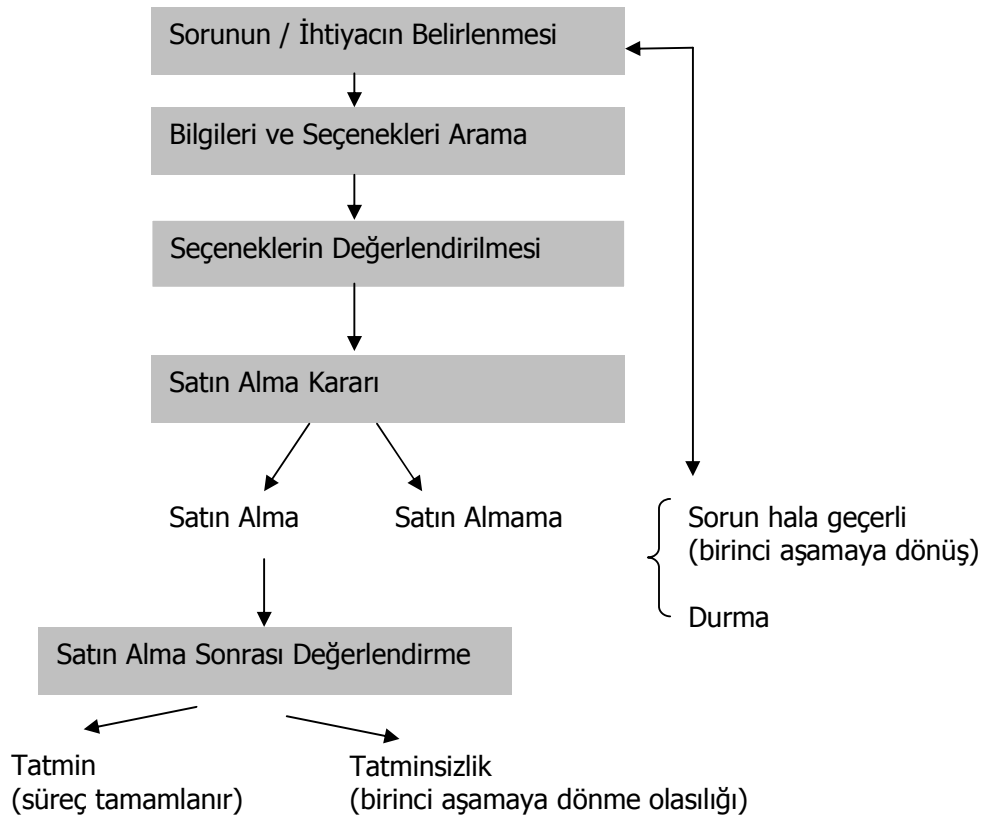 Sorunun / İhtiyacın Belirlenmesi
Bilgileri ve Seçenekleri Arama
Seçeneklerin Değerlendirilmesi
Satın Alma Kararı
Satın Alma
Satın Almama
Sorun hala geçerli
(birinci aşamaya dönüş)
Durma
Satın Alma Sonrası Değerlendirme
Tatmin
(süreç tamamlanır)
Tatminsizlik
(birinci aşamaya dönme olasılığı)